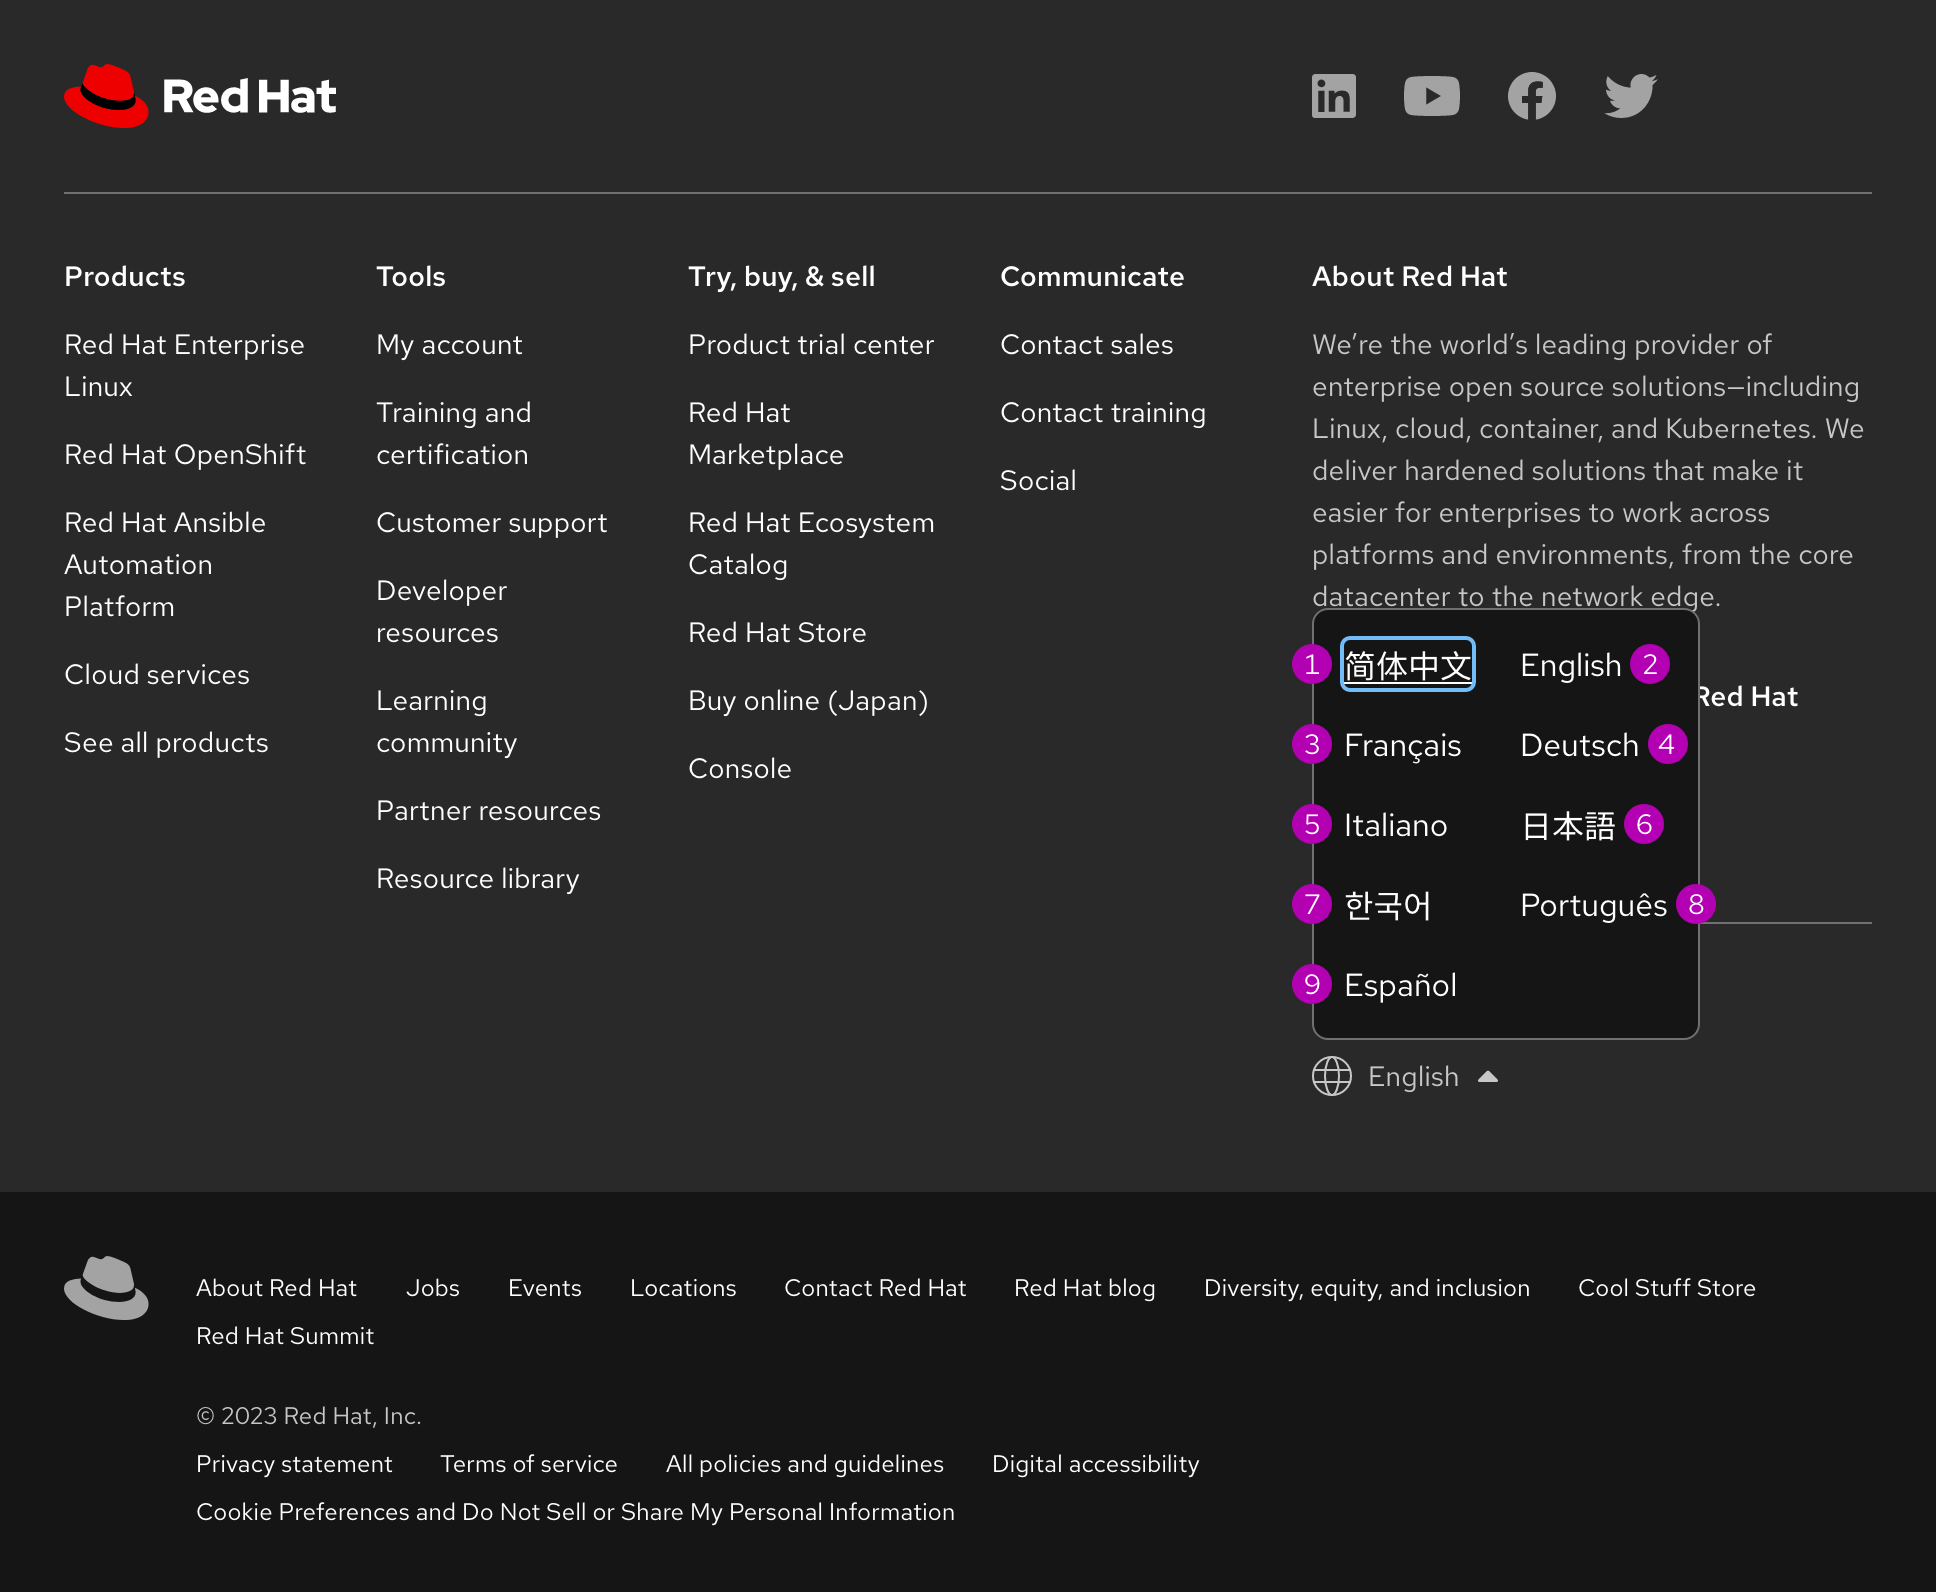 Red Hat
Products
Red Hat Enterprise
Linux
Red Hat OpenShift
Red Hat Ansible
Automation
Platform
Cloud services
See all products
Tools
My account
Training and
certification
Customer support
Developer
resources
Learning
community
Partner resources
Resource library
Try, buy, & sell
Product trial center
Red Hat
Marketplace
Red Hat Ecosystem
Catalog
Red Hat Store
Buy online (Japan)
Console
Communicate
Contact sales
Contact training
Social
About Red Hat
We’re the world’s leading provider of
enterprise open source solutions—including
Linux, cloud, container, and Kubernetes. We
deliver hardened solutions that make it
easier for enterprises to work across
platforms and environments, from the core
datacenter to the network edge.
Red Hat
1 简体中文 English 2
3 Français Deutsch 4
5 Italiano 日本語 6
7 한국어 Português 8
9 Español
English
About Red Hat Jobs Events Locations Contact Red Hat Red Hat blog Diversity, equity, and inclusion Cool Stuff Store
Red Hat Summit
© 2023 Red Hat, Inc.
Privacy statement Terms of service All policies and guidelines Digital accessibility
Cookie Preferences and Do Not Sell or Share My Personal Information